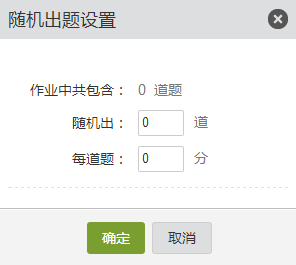 随机出题设置
作业中共包含： 0 道题
随机出： 0 道
每道题： 0 分
确定 取消